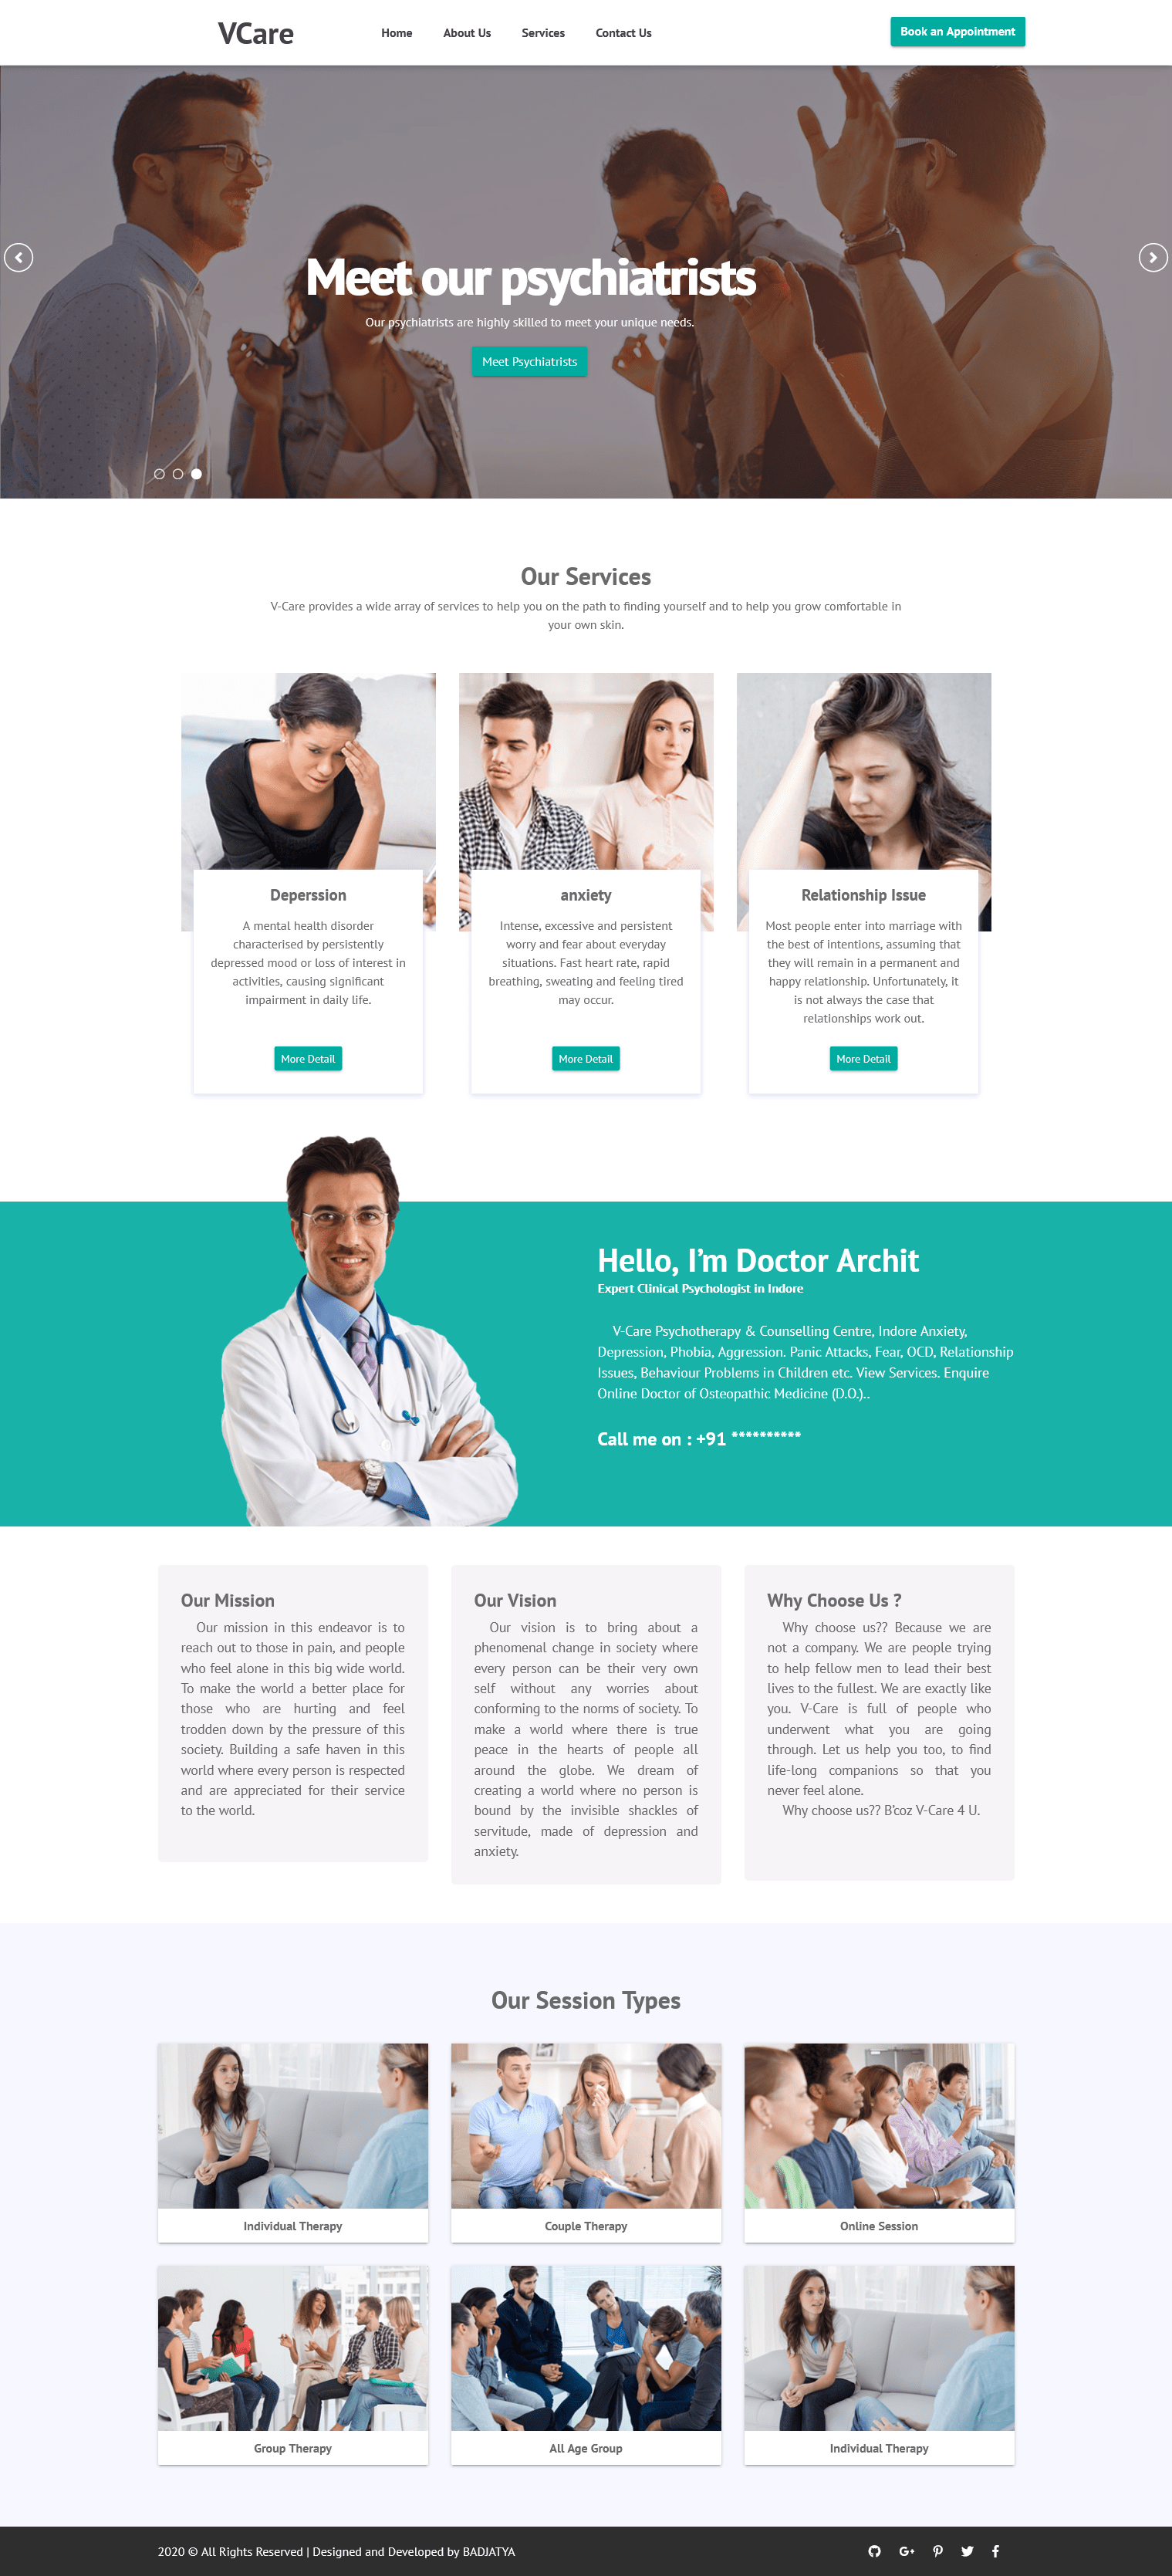 VCare
Home
About Us
Services
Contact Us
Book an Appointment
Meet our psychiatrists
Our psychiatrists are highly skilled to meet your unique needs.
Meet Psychiatrists
Our Services
V-Care provides a wide array of services to help you on the path to finding yourself and to help you grow comfortable in
your own skin.
Deperssion
A mental health disorder
characterised by persistently
depressed mood or loss of interest in
activities, causing significant
impairment in daily life.
More Detail
anxiety
Intense, excessive and persistent
worry and fear about everyday
situations. Fast heart rate, rapid
breathing, sweating and feeling tired
may occur.
More Detail
Relationship Issue
Most people enter into marriage with
the best of intentions, assuming that
they will remain in a permanent and
happy relationship. Unfortunately, it
is not always the case that
relationships work out.
More Detail
Hello, I’m Doctor Archit
Expert Clinical Psychologist in Indore
V-Care Psychotherapy & Counselling Centre, Indore Anxiety,
Depression, Phobia, Aggression. Panic Attacks, Fear, OCD, Relationship
Issues, Behaviour Problems in Children etc. View Services. Enquire
Online Doctor of Osteopathic Medicine (D.O.)..
Call me on : +91 **********
Our Mission
Our mission in this endeavor is to
reach out to those in pain, and people
who feel alone in this big wide world.
To make the world a better place for
those who are hurting and feel
trodden down by the pressure of this
society. Building a safe haven in this
world where every person is respected
and are appreciated for their service
to the world.
Our Vision
Our vision is to bring about a
phenomenal change in society where
every person can be their very own
self without any worries about
conforming to the norms of society. To
make a world where there is true
peace in the hearts of people all
around the globe. We dream of
creating a world where no person is
bound by the invisible shackles of
servitude, made of depression and
anxiety.
Why Choose Us ?
Why choose us?? Because we are
not a company. We are people trying
to help fellow men to lead their best
lives to the fullest. We are exactly like
you. V-Care is full of people who
underwent what you are going
through. Let us help you too, to find
life-long companions so that you
never feel alone.
Why choose us?? B’coz V-Care 4 U.
Our Session Types
Individual Therapy
Couple Therapy
Online Session
Group Therapy
All Age Group
Individual Therapy
2020 © All Rights Reserved | Designed and Developed by BADJATYA